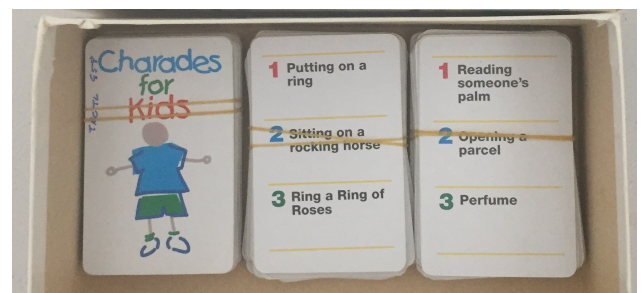 Charades
for
Kids
1 Putting on a
ring
2 Sitting on a
rocking horse
3 Ring a Ring of
Roses
1 Reading
someone's
palm
2 Opening a
parcel
3 Perfume